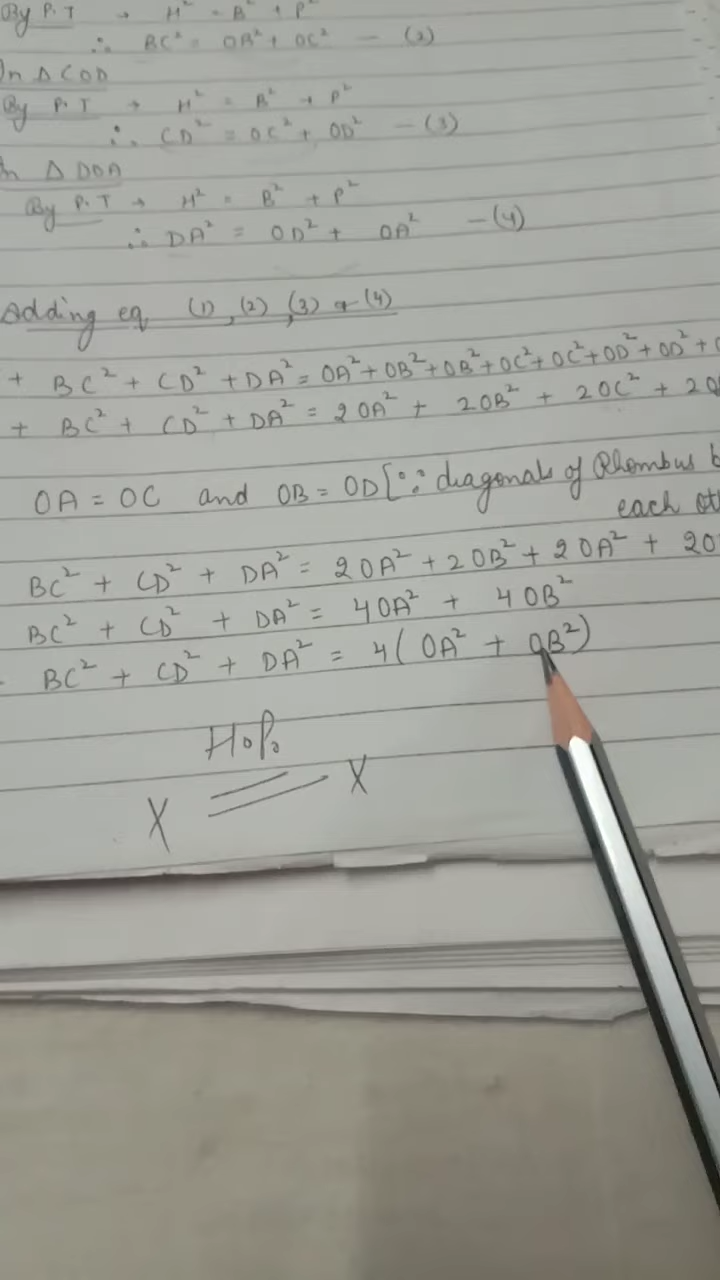 By P.T → H² = B² + P²
∴ BC² = OB² + OC² — (2)
In △ COD
By P.T → H² = B² + P²
∴ CD² = OC² + OD² — (3)
In △ DOA
By P.T → H² = B² + P²
∴ DA² = OD² + OA² — (4)
Adding eq (1), (2), (3) + (4)
+ BC² + CD² + DA² = OA² + OB² + OB² + OC² + OC² + OD² + OD² +
+ BC² + CD² + DA² = 2OA² + 2OB² + 2OC² + 2O
OA = OC and OB = OD [∵ diagonals of Rhombus b
each ot
BC² + CD² + DA² = 2OA² + 2OB² + 2OA² + 2O
BC² + CD² + DA² = 4OA² + 4OB²
BC² + CD² + DA² = 4(OA² + OB²)
H.P.
X = X